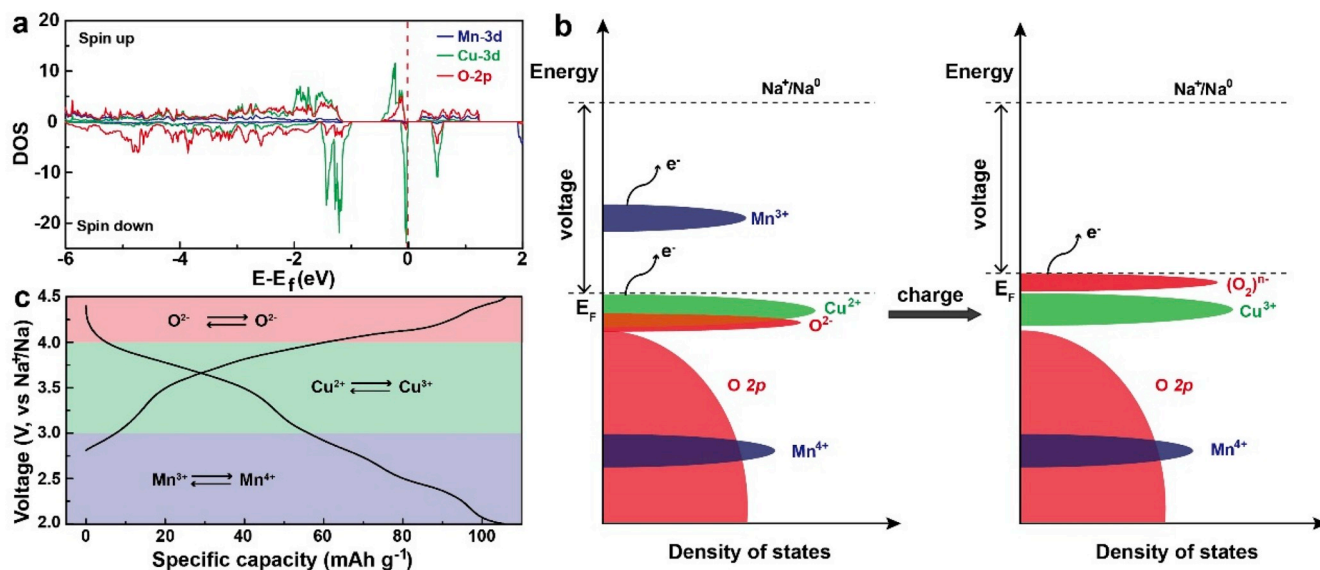 a
Spin up
Mn-3d
Cu-3d
O-2p
20
10
0
-10
-20
DOS
Spin down
-6
-4
-2
0
2
E-E_f (eV)
c
4.5
4.0
3.5
3.0
2.5
2.0
Voltage (V, vs Na⁺/Na)
O²⁻ ⇌ O²⁻
Cu²⁺ ⇌ Cu³⁺
Mn³⁺ ⇌ Mn⁴⁺
0
20
40
60
80
100
Specific capacity (mAh g⁻¹)
b
Energy
Na⁺/Na⁰
voltage
e⁻
Mn³⁺
e⁻
E_F
Cu²⁺
O²⁻
O 2p
Mn⁴⁺
Density of states
charge
Energy
Na⁺/Na⁰
voltage
e⁻
E_F
(O₂)ⁿ⁻
Cu³⁺
O 2p
Mn⁴⁺
Density of states